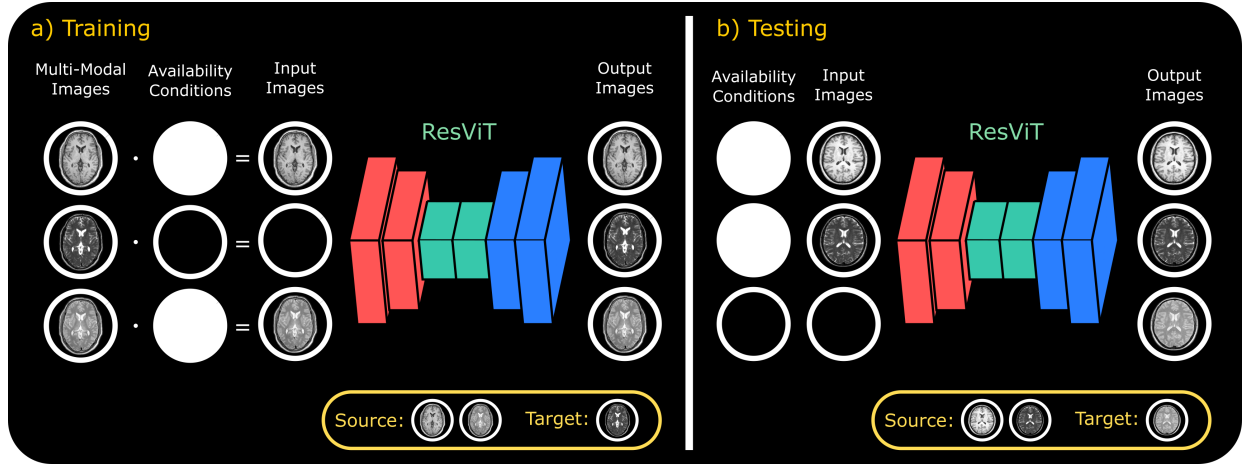 a) Training
Multi-Modal
Images
Availability
Conditions
Input
Images
Output
Images
ResViT
· =
· =
· =
Source:
Target:
b) Testing
Availability
Conditions
Input
Images
Output
Images
ResViT
Source:
Target: